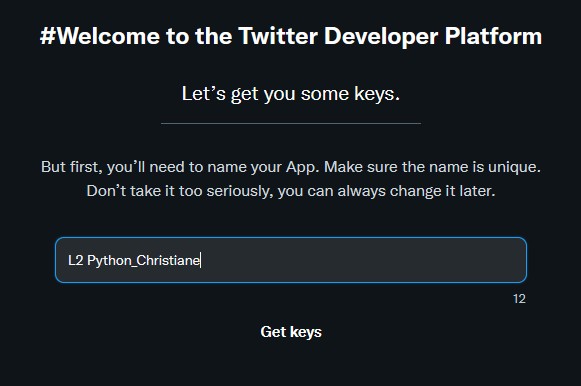 #Welcome to the Twitter Developer Platform
Let’s get you some keys.
But first, you’ll need to name your App. Make sure the name is unique.
Don’t take it too seriously, you can always change it later.
L2 Python_Christiane
12
Get keys